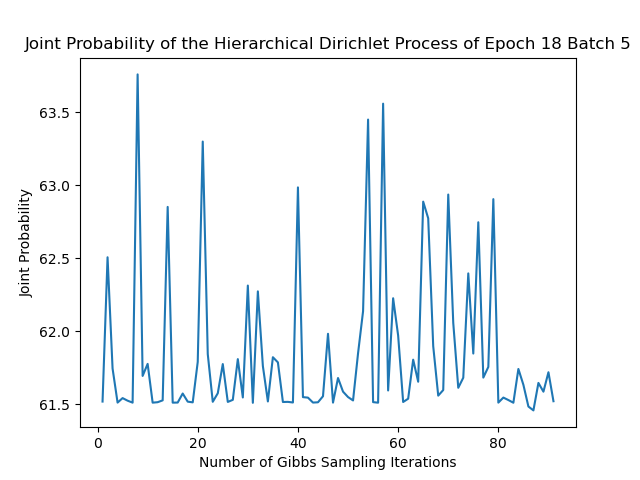 Joint Probability of the Hierarchical Dirichlet Process of Epoch 18 Batch 5
63.5
63.0
62.5
62.0
61.5
Joint Probability
0 20 40 60 80
Number of Gibbs Sampling Iterations